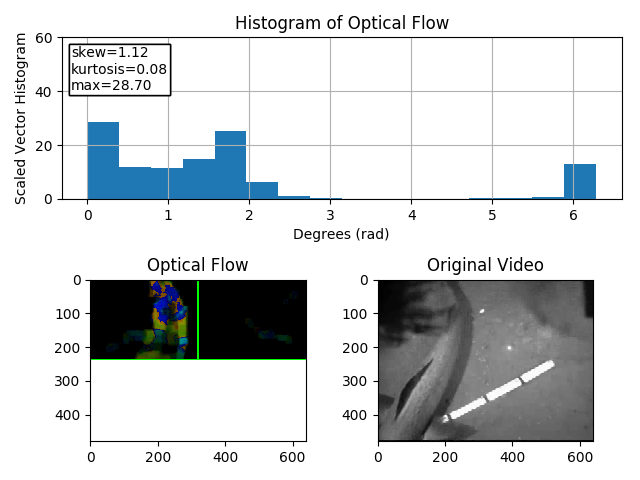 Histogram of Optical Flow
skew=1.12
kurtosis=0.08
max=28.70
Scaled Vector Histogram
60
40
20
0
0 1 2 3 4 5 6
Degrees (rad)
Optical Flow
0
100
200
300
400
0 200 400 600
Original Video
0
100
200
300
400
0 200 400 600